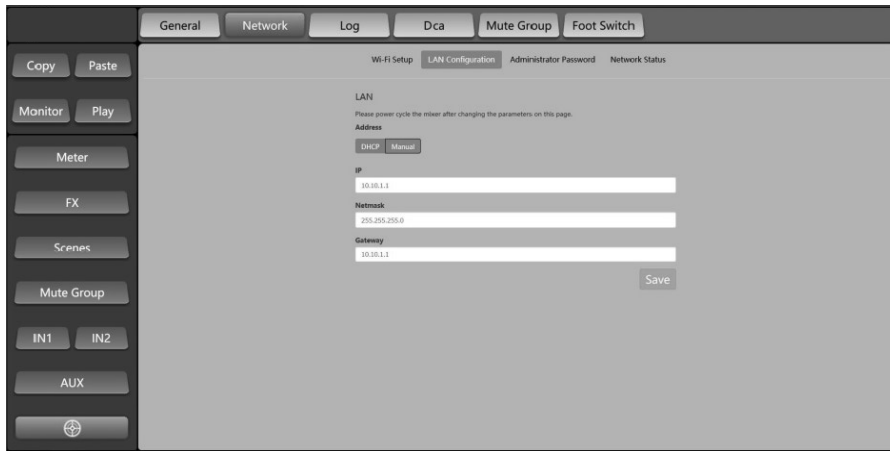 General Network Log Dca Mute Group Foot Switch
Copy Paste
Wi-Fi Setup LAN Configuration Administrator Password Network Status
Monitor Play
LAN
Please power cycle the mixer after changing the parameters on this page.
Address
DHCP Manual
Meter
IP
10.10.1.1
FX
Netmask
255.255.255.0
Scenes
Gateway
10.10.1.1
Save
Mute Group
IN1 IN2
AUX